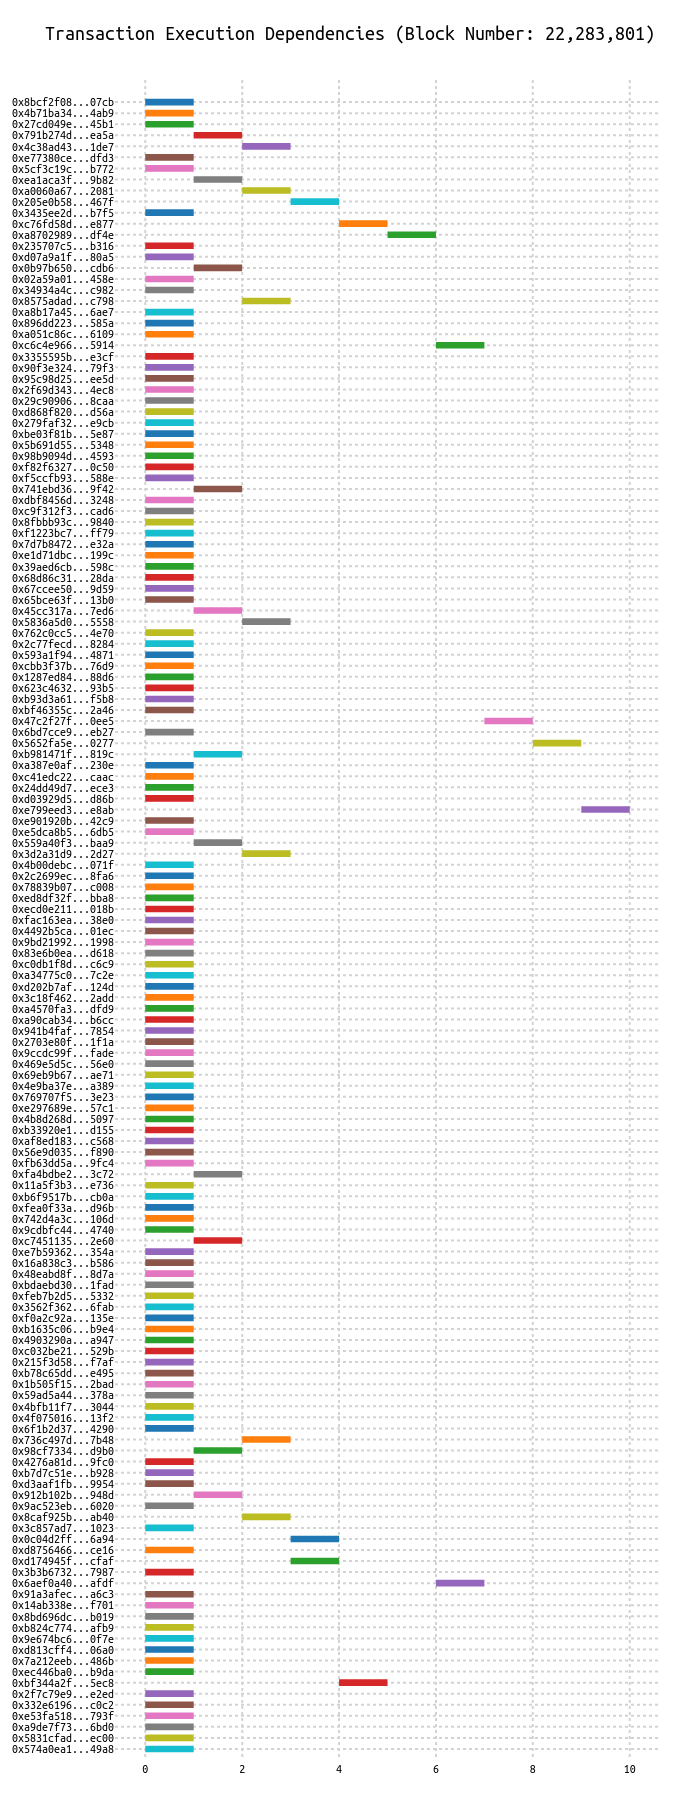 Transaction Execution Dependencies (Block Number: 22,283,801)
0x8bcf2f08...07cb
0x4b71ba34...4ab9
0x27cd049e...45b1
0x791b274d...ea5a
0x4c38ad43...1de7
0xe77380ce...dfd3
0x5cf3c19c...b772
0xea1aca3f...9b82
0xa0060a67...2081
0x205e0b58...467f
0x3435ee2d...b7f5
0xc76fd58d...e877
0xa8702989...df4e
0x235707c5...b316
0xd07a9a1f...80a5
0x0b97b650...cdb6
0x02a59a01...458e
0x34934a4c...c982
0x8575adad...c798
0xa8b17a45...6ae7
0x896dd223...585a
0xa051c86c...6109
0xc6c4e966...5914
0x3355595b...e3cf
0x90f3e324...79f3
0x95c98d25...ee5d
0x2f69d343...4ec8
0x29c90906...8caa
0xd868f820...d56a
0x279faf32...e9cb
0xbe03f81b...5e87
0x5b691d55...5348
0x98b9094d...4593
0xf82f6327...0c50
0xf5ccfb93...588e
0x741ebd36...9f42
0xdbf8456d...3248
0xc9f312f3...cad6
0x8fbbb93c...9840
0xf1223bc7...ff79
0x7d7b8472...e32a
0xe1d71dbc...199c
0x39aed6cb...598c
0x68d86c31...28da
0x67ccee50...9d59
0x65bce63f...13b0
0x45cc317a...7ed6
0x5836a5d0...5558
0x762c0cc5...4e70
0x2c77fecd...8284
0x593a1f94...4871
0xcbb3f37b...76d9
0x1287ed84...88d6
0x623c4632...93b5
0xb93d3a61...f5b8
0xbf46355c...2a46
0x47c2f27f...0ee5
0x6bd7cce9...eb27
0x5652fa5e...0277
0xb981471f...819c
0xa387e0af...230e
0xc41edc22...caac
0x24dd49d7...ece3
0xd03929d5...d86b
0xe799eed3...e8ab
0xe901920b...42c9
0xe5dca8b5...6db5
0x559a40f3...baa9
0x3d2a31d9...2d27
0x4b00debc...071f
0x2c2699ec...8fa6
0x78839b07...c008
0xed8df32f...bba8
0xecd0e211...018b
0xfac163ea...38e0
0x4492b5ca...01ec
0x9bd21992...1998
0x83e6b0ea...d618
0xc0db1f8d...c6c9
0xa34775c0...7c2e
0xd202b7af...124d
0x3c18f462...2add
0xa4570fa3...dfd9
0xa90cab34...b6cc
0x941b4faf...7854
0x2703e80f...1f1a
0x9ccdc99f...fade
0x469e5d5c...56e0
0x69eb9b67...ae71
0x4e9ba37e...a389
0x769707f5...3e23
0xe297689e...57c1
0x4b8d268d...5097
0xb33920e1...d155
0xaf8ed183...c568
0x56e9d035...f890
0xfb63dd5a...9fc4
0xfa4bdbe2...3c72
0x11a5f3b3...e736
0xb6f9517b...cb0a
0xfea0f33a...d96b
0x742d4a3c...106d
0x9cdbfc44...4740
0xc7451135...2e60
0xe7b59362...354a
0x16a838c3...b586
0x48eabd8f...8d7a
0xbdaebd30...1fad
0xfeb7b2d5...5332
0x3562f362...6fab
0xf0a2c92a...135e
0xb1635c06...b9e4
0x4903290a...a947
0xc032be21...529b
0x215f3d58...f7af
0xb78c65dd...e495
0x1b505f15...2bad
0x59ad5a44...378a
0x4bfb11f7...3044
0x4f075016...13f2
0x6f1b2d37...4290
0x736c497d...7b48
0x98cf7334...d9b0
0x4276a81d...9fc0
0xb7d7c51e...b928
0xd3aaf1fb...9954
0x912b102b...948d
0x9ac523eb...6020
0x8caf925b...ab40
0x3c857ad7...1023
0x0c04d2ff...6a94
0xd8756466...ce16
0xd174945f...cfaf
0x3b3b6732...7987
0x6aef0a40...afdf
0x91a3afec...a6c3
0x14ab338e...f701
0x8bd696dc...b019
0xb824c774...afb9
0x9e674bc6...0f7e
0xd813cff4...06a0
0x7a212eeb...486b
0xec446ba0...b9da
0xbf344a2f...5ec8
0x2f7c79e9...e2ed
0x332e6196...c0c2
0xe53fa518...793f
0xa9de7f73...6bd0
0x5831cfad...ec00
0x574a0ea1...49a8
0 2 4 6 8 10